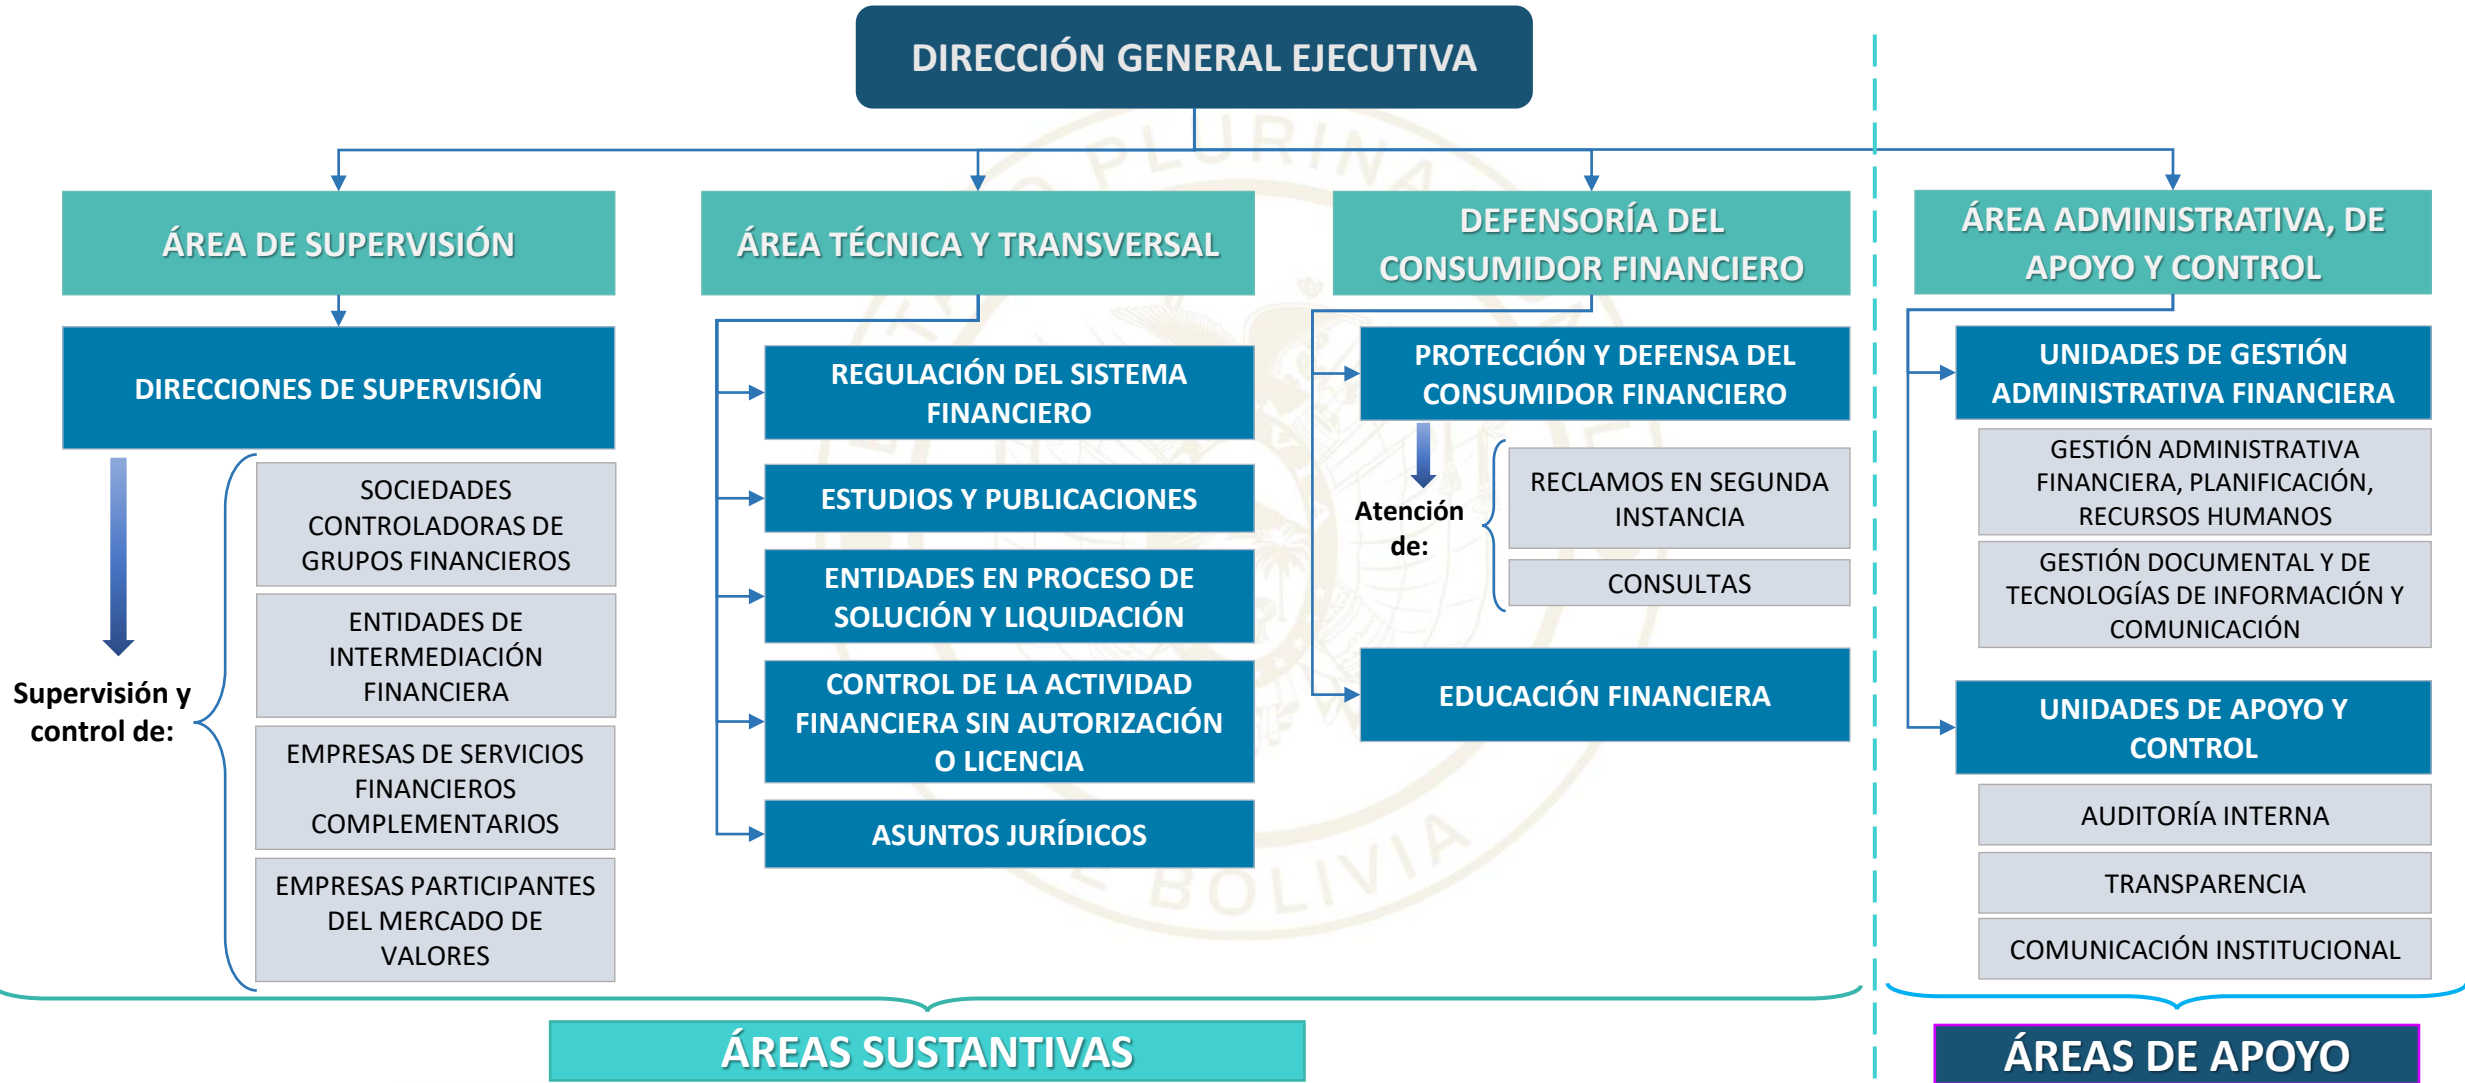 DIRECCIÓN GENERAL EJECUTIVA
ÁREA DE SUPERVISIÓN
DIRECCIONES DE SUPERVISIÓN
Supervisión y
control de:
SOCIEDADES
CONTROLADORAS DE
GRUPOS FINANCIEROS
ENTIDADES DE
INTERMEDIACIÓN
FINANCIERA
EMPRESAS DE SERVICIOS
FINANCIEROS
COMPLEMENTARIOS
EMPRESAS PARTICIPANTES
DEL MERCADO DE
VALORES
ÁREA TÉCNICA Y TRANSVERSAL
REGULACIÓN DEL SISTEMA
FINANCIERO
ESTUDIOS Y PUBLICACIONES
ENTIDADES EN PROCESO DE
SOLUCIÓN Y LIQUIDACIÓN
CONTROL DE LA ACTIVIDAD
FINANCIERA SIN AUTORIZACIÓN
O LICENCIA
ASUNTOS JURÍDICOS
DEFENSORÍA DEL
CONSUMIDOR FINANCIERO
PROTECCIÓN Y DEFENSA DEL
CONSUMIDOR FINANCIERO
Atención
de:
RECLAMOS EN SEGUNDA
INSTANCIA
CONSULTAS
EDUCACIÓN FINANCIERA
ÁREA ADMINISTRATIVA, DE
APOYO Y CONTROL
UNIDADES DE GESTIÓN
ADMINISTRATIVA FINANCIERA
GESTIÓN ADMINISTRATIVA
FINANCIERA, PLANIFICACIÓN,
RECURSOS HUMANOS
GESTIÓN DOCUMENTAL Y DE
TECNOLOGÍAS DE INFORMACIÓN Y
COMUNICACIÓN
UNIDADES DE APOYO Y
CONTROL
AUDITORÍA INTERNA
TRANSPARENCIA
COMUNICACIÓN INSTITUCIONAL
ÁREAS SUSTANTIVAS
ÁREAS DE APOYO
BOLIVIA